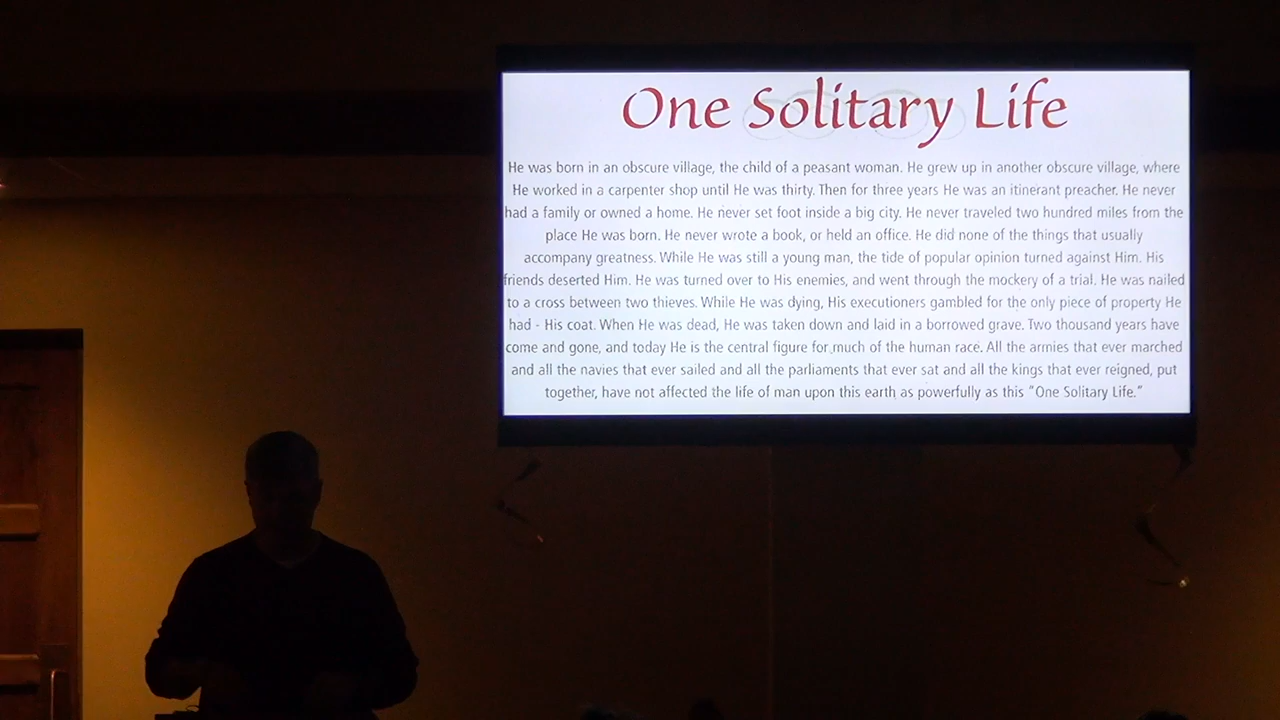 One Solitary Life
He was born in an obscure village, the child of a peasant woman. He grew up in another obscure village, where
He worked in a carpenter shop until He was thirty. Then for three years He was an itinerant preacher. He never
had a family or owned a home. He never set foot inside a big city. He never traveled two hundred miles from the
place He was born. He never wrote a book, or held an office. He did none of the things that usually
accompany greatness. While He was still a young man, the tide of popular opinion turned against Him. His
friends deserted Him. He was turned over to His enemies, and went through the mockery of a trial. He was nailed
to a cross between two thieves. While He was dying, His executioners gambled for the only piece of property He
had - His coat. When He was dead, He was taken down and laid in a borrowed grave. Two thousand years have
come and gone, and today He is the central figure for much of the human race. All the armies that ever marched
and all the navies that ever sailed and all the parliaments that ever sat and all the kings that ever reigned, put
together, have not affected the life of man upon this earth as powerfully as this "One Solitary Life."